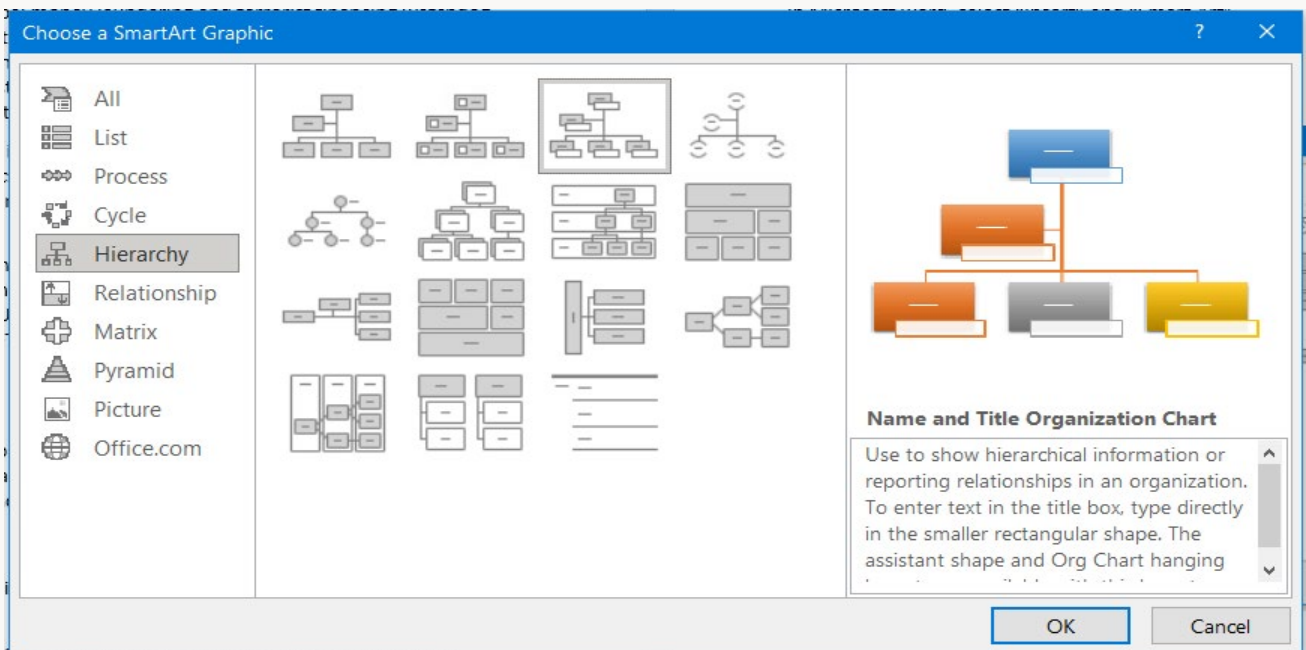 Choose a SmartArt Graphic
?
All
List
Process
Cycle
Hierarchy
Relationship
Matrix
Pyramid
Picture
Office.com
Name and Title Organization Chart
Use to show hierarchical information or
reporting relationships in an organization.
To enter text in the title box, type directly
in the smaller rectangular shape. The
assistant shape and Org Chart hanging
OK
Cancel